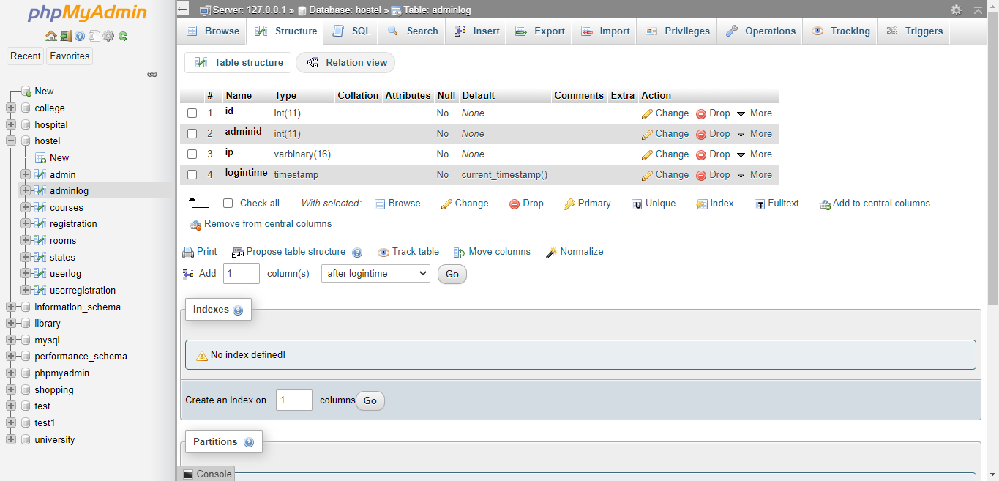 phpMyAdmin
Recent Favorites
New
college
hospital
hostel
New
admin
adminlog
courses
registration
rooms
states
userlog
userregistration
information_schema
library
mysql
performance_schema
phpmyadmin
shopping
test
test1
university
Server: 127.0.0.1 » Database: hostel » Table: adminlog
Browse Structure SQL Search Insert Export Import Privileges Operations Tracking Triggers
Table structure Relation view
# Name Type Collation Attributes Null Default Comments Extra Action
1 id int(11) No None Change Drop More
2 adminid int(11) No None Change Drop More
3 ip varbinary(16) No None Change Drop More
4 logintime timestamp No current_timestamp() Change Drop More
Check all With selected: Browse Change Drop Primary Unique Index Fulltext Add to central columns
Remove from central columns
Print Propose table structure Track table Move columns Normalize
Add 1 column(s) after logintime Go
Indexes
No index defined!
Create an index on 1 columns Go
Partitions
Console